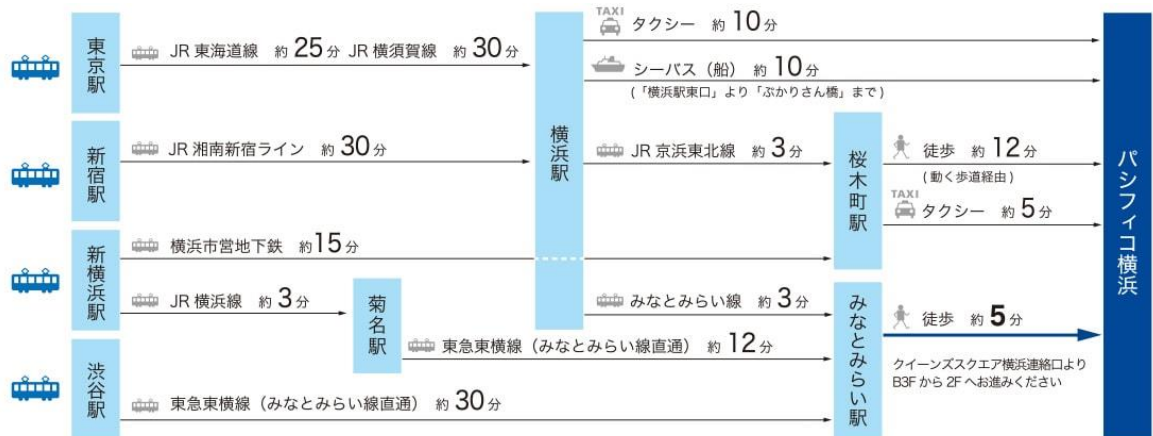 東京駅
JR 東海道線 約 25 分 JR 横須賀線 約 30 分
新宿駅
JR 湘南新宿ライン 約 30 分
新横浜駅
横浜市営地下鉄 約 15 分
JR 横浜線 約 3 分
菊名駅
東急東横線(みなとみらい線直通) 約 12 分
渋谷駅
東急東横線(みなとみらい線直通) 約 30 分
横浜駅
TAXI
タクシー 約 10 分
シーバス(船) 約 10 分
(「横浜駅東口」より「ぷかりさん橋」まで)
JR 京浜東北線 約 3 分
みなとみらい線 約 3 分
桜木町駅
徒歩 約 12 分
(動く歩道経由)
TAXI
タクシー 約 5 分
みなとみらい駅
徒歩 約 5 分
クイーンズスクエア横浜連絡口より
B3F から 2F へお進みください
パシフィコ横浜